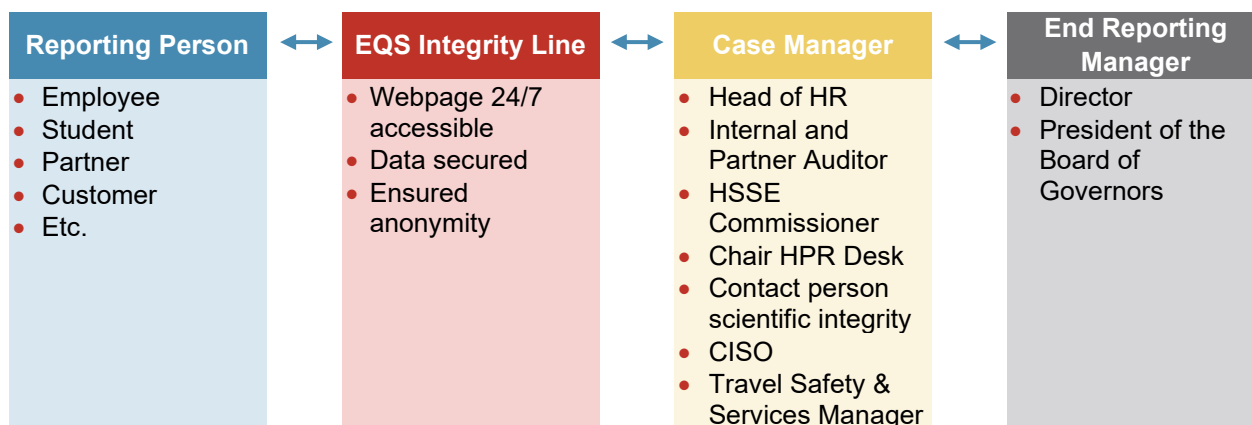 Reporting Person
• Employee
• Student
• Partner
• Customer
• Etc.
EQS Integrity Line
• Webpage 24/7
accessible
• Data secured
• Ensured
anonymity
Case Manager
• Head of HR
• Internal and
Partner Auditor
• HSSE
Commissioner
• Chair HPR Desk
• Contact person
scientific integrity
• CISO
• Travel Safety &
Services Manager
End Reporting
Manager
• Director
• President of the
Board of
Governors